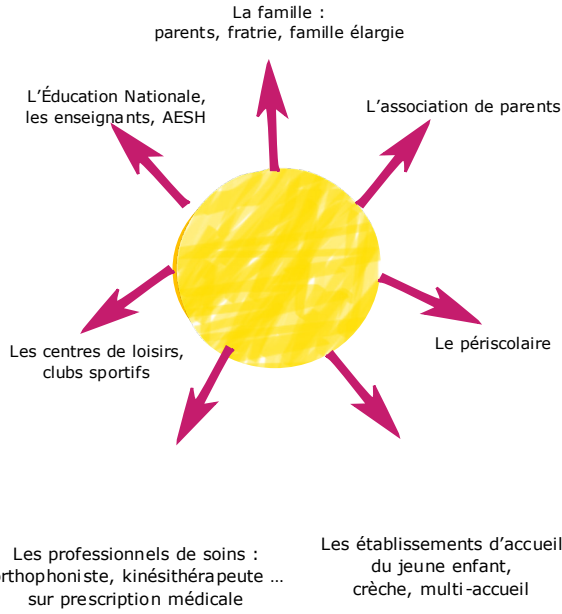 La famille :
parents, fratrie, famille élargie
L’Éducation Nationale,
les enseignants, AESH
L’association de parents
Les centres de loisirs,
clubs sportifs
Le périscolaire
Les professionnels de soins :
orthophoniste, kinésithérapeute ...
sur prescription médicale
Les établissements d’accueil
du jeune enfant,
crèche, multi-accueil